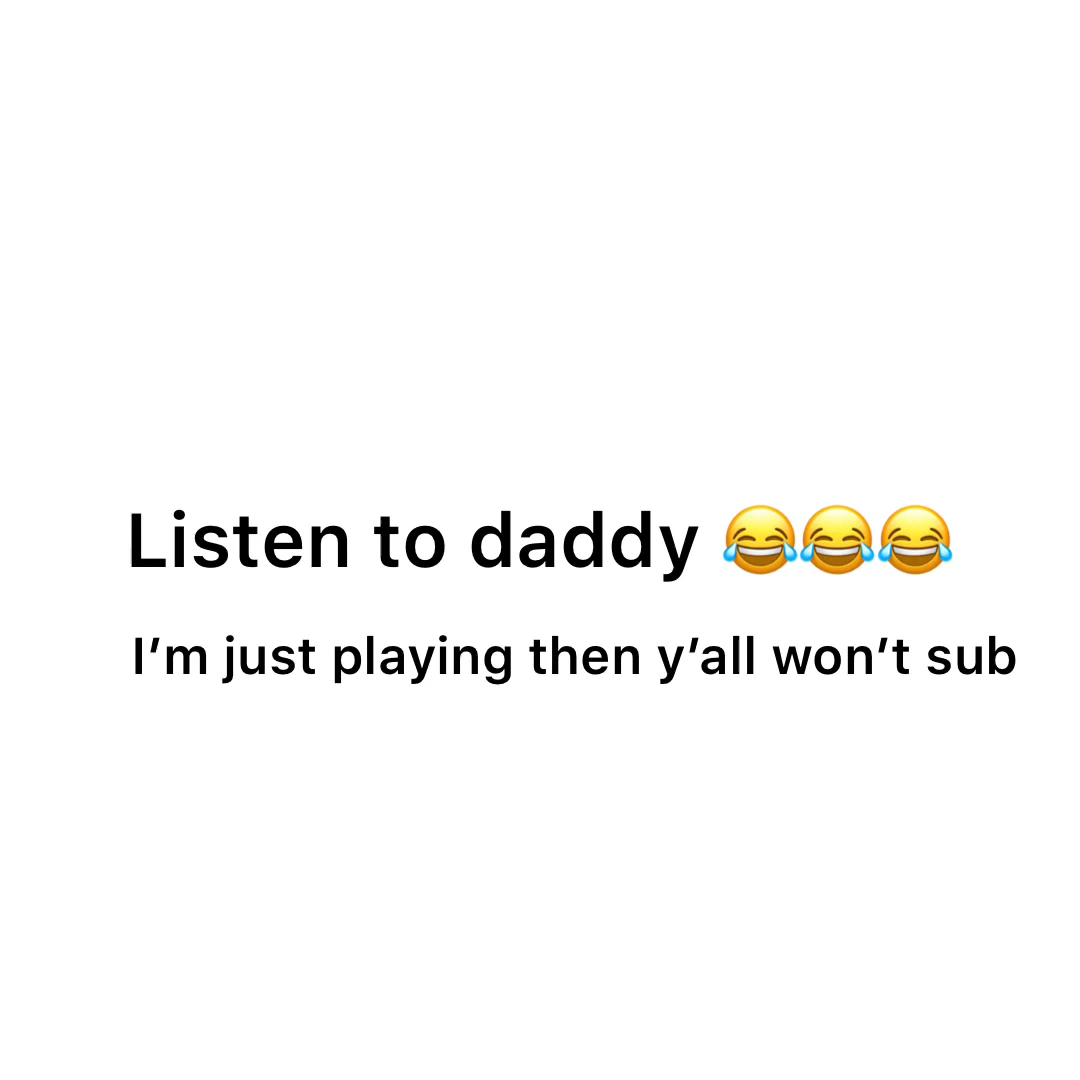 Listen to daddy 😂😂😂
I’m just playing then y’all won’t sub